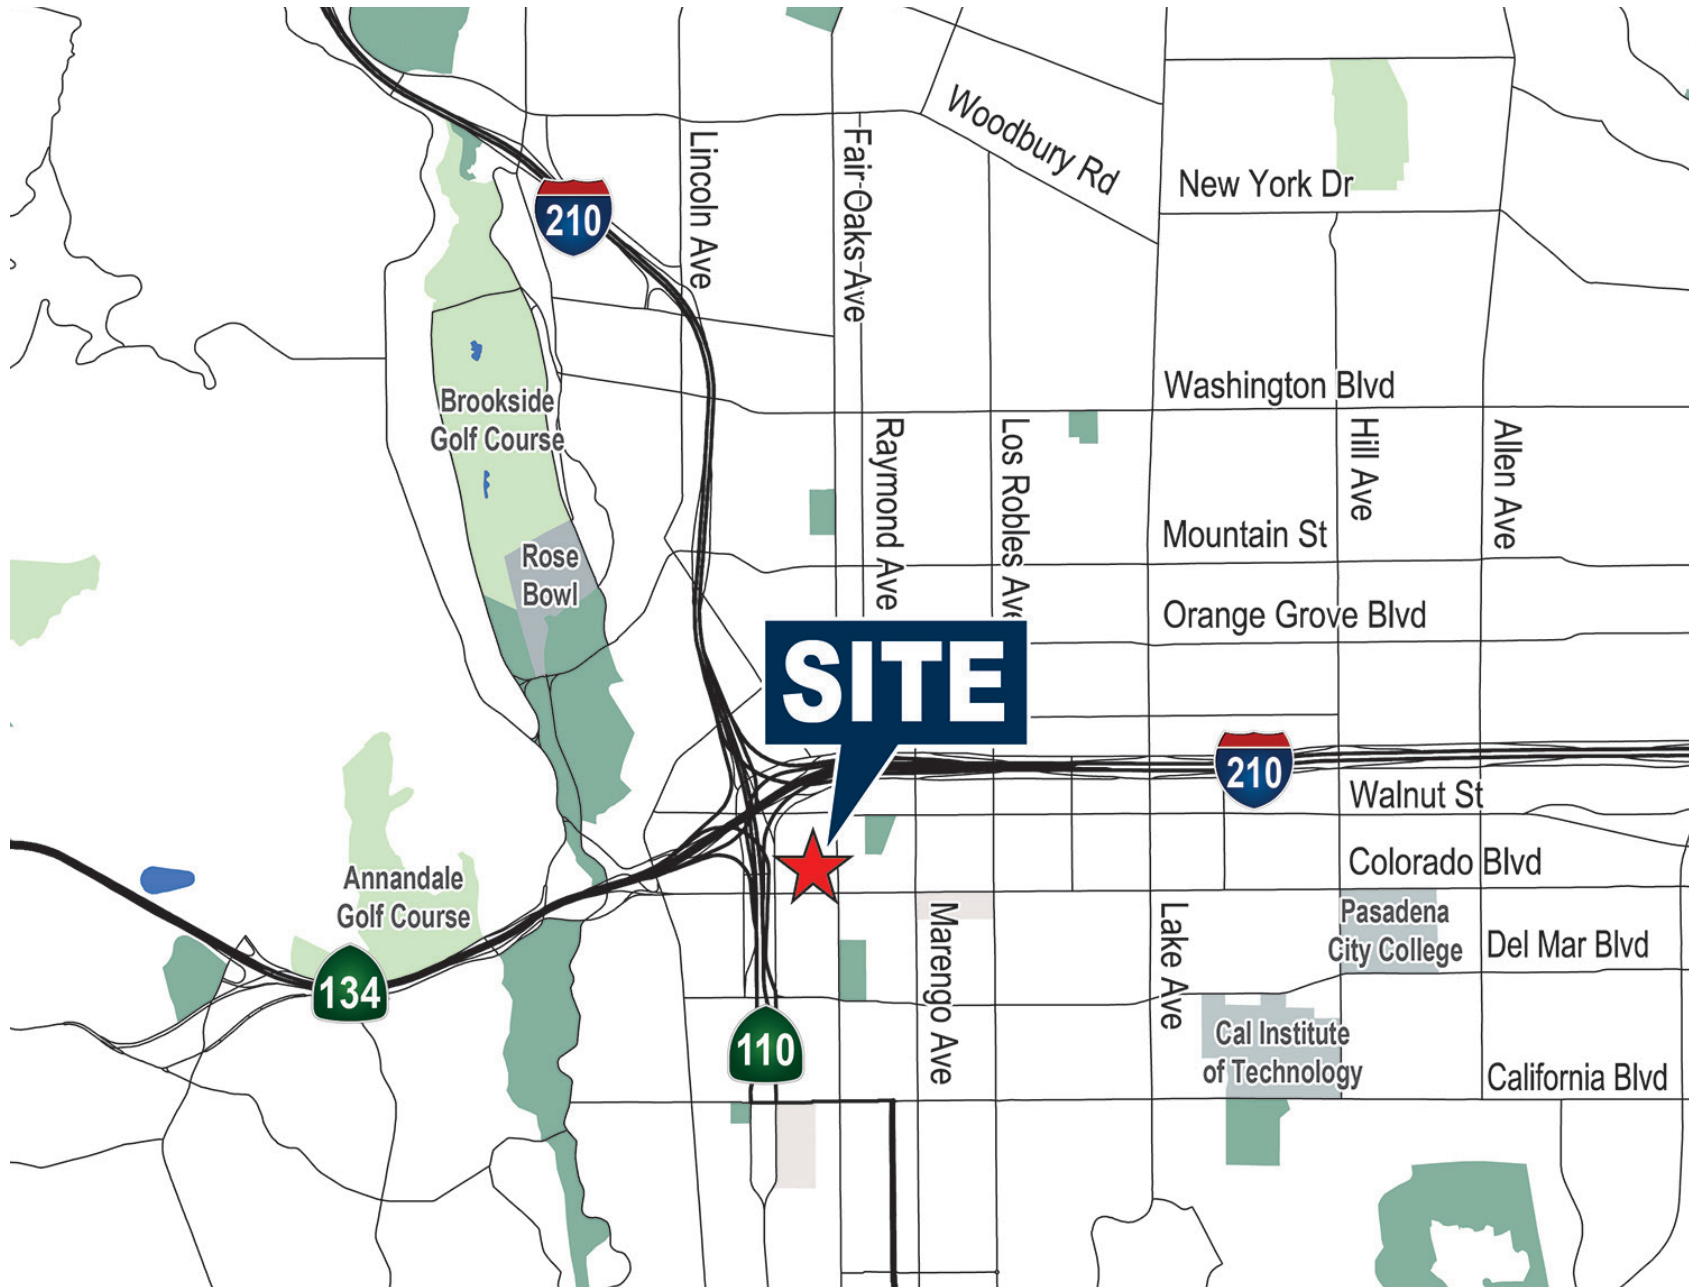 Woodbury Rd
Lincoln Ave
Fair Oaks Ave
New York Dr
210
Washington Blvd
Brookside
Golf Course
Raymond Ave
Los Robles Ave
Hill Ave
Allen Ave
Mountain St
Rose
Bowl
Orange Grove Blvd
SITE
210
Walnut St
Colorado Blvd
Annandale
Golf Course
Marengo Ave
Lake Ave
Pasadena
City College
Del Mar Blvd
134
110
Cal Institute
of Technology
California Blvd